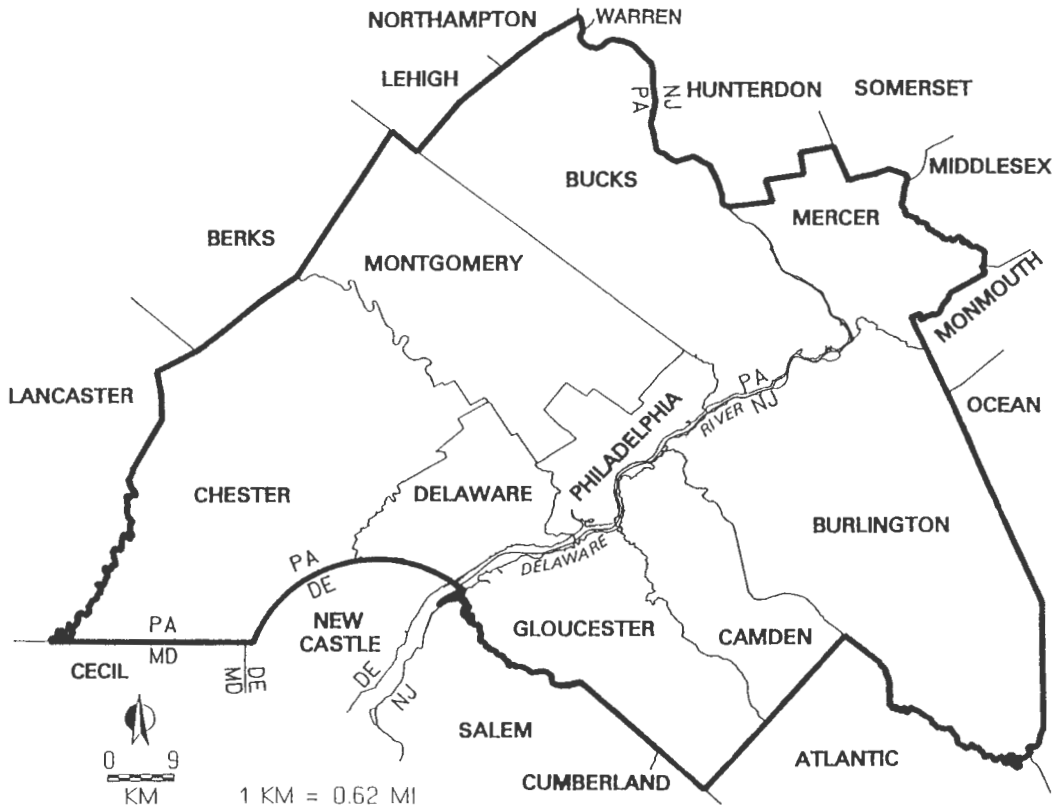 NORTHAMPTON
WARREN
LEHIGH
NJ
PA
HUNTERDON
SOMERSET
MIDDLESEX
BUCKS
MERCER
BERKS
MONTGOMERY
MONMOUTH
LANCASTER
PA
NJ
OCEAN
RIVER
PHILADELPHIA
CHESTER
DELAWARE
BURLINGTON
DELAWARE
PA
DE
NEW
CASTLE
GLOUCESTER
CAMDEN
PA
MD
CECIL
DE
MD
DE
NJ
SALEM
ATLANTIC
CUMBERLAND
0 9
KM
1 KM = 0.62 MI